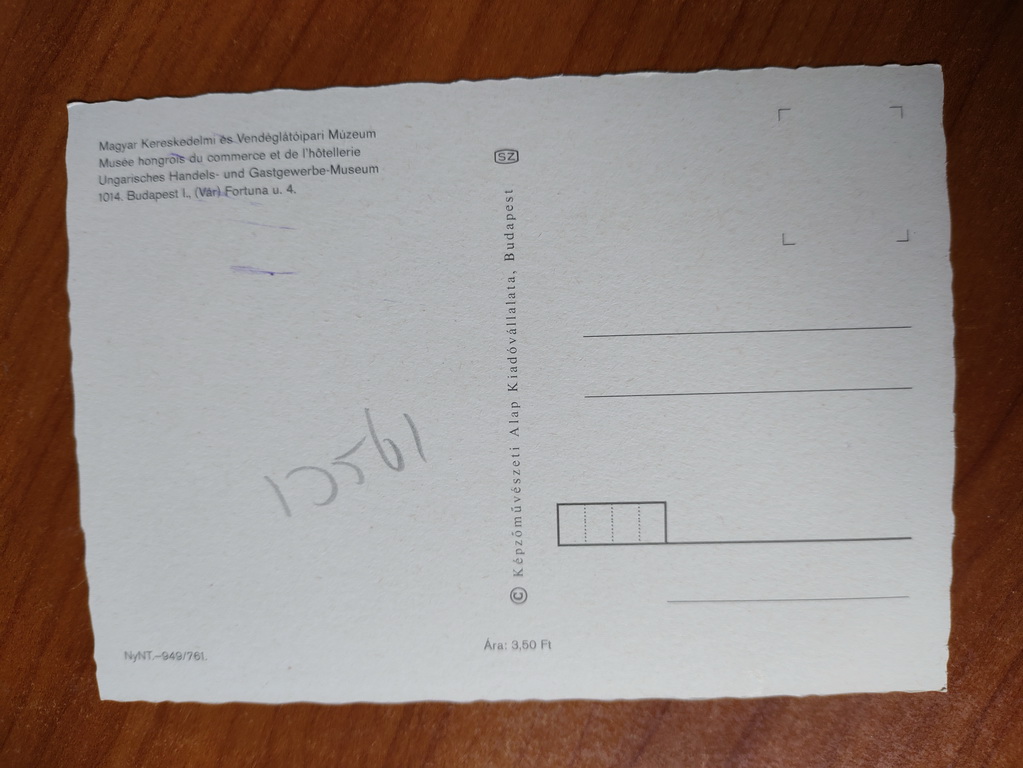 Magyar Kereskedelmi és Vendéglátóipari Múzeum
Musée hongrois du commerce et de l'hôtellerie
Ungarisches Handels- und Gastgewerbe-Museum
1014. Budapest I., (Vár) Fortuna u. 4.
SZ
© Képzőművészeti Alap Kiadóvállalata, Budapest
Ára: 3,50 Ft
NyNT.–949/761.